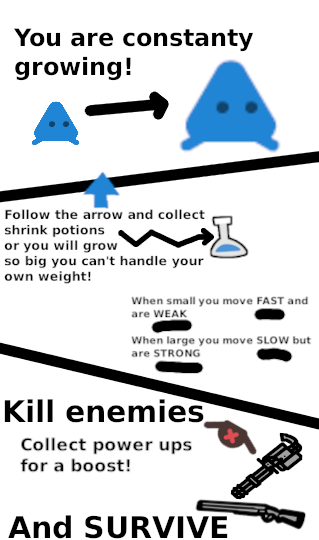 You are constanty
growing!
Follow the arrow and collect
shrink potions
or you will grow
so big you can't handle your
own weight!
When small you move FAST and
are WEAK
When large you move SLOW but
are STRONG
Kill enemies
Collect power ups
for a boost!
And SURVIVE